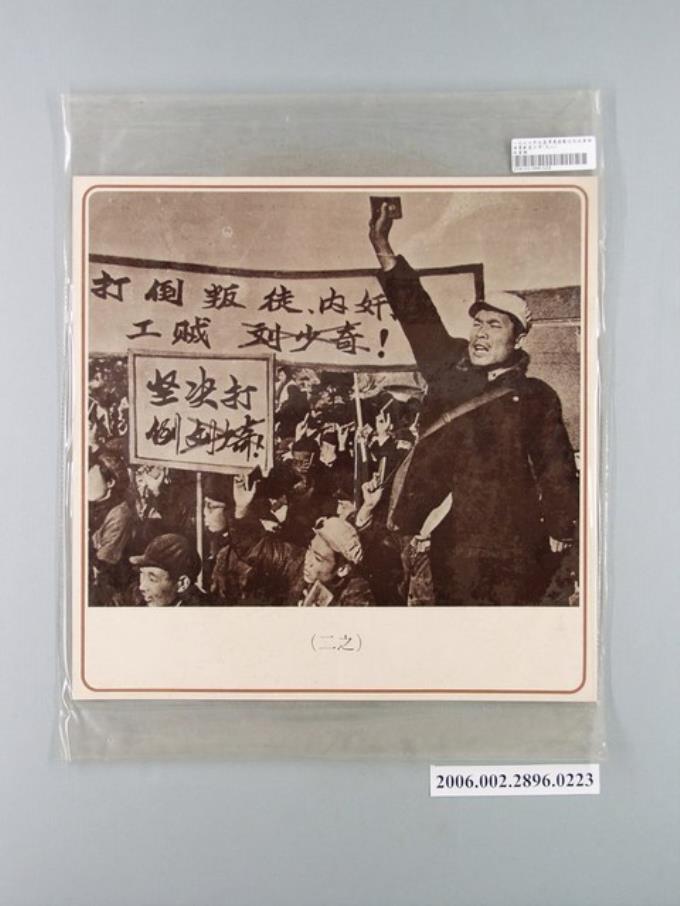 打倒叛徒、内奸、
工贼 刘少奇！
坚决打
倒刘少奇!
(二之)
2006.002.2896.0223